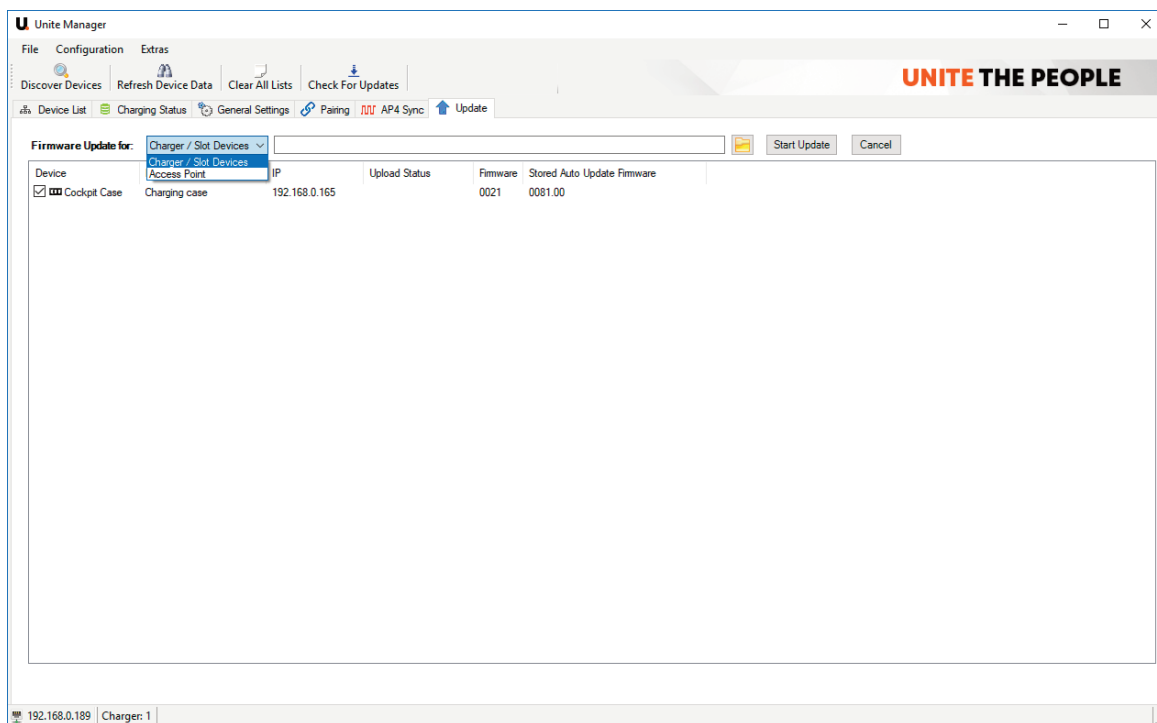 Unite Manager
File Configuration Extras
Discover Devices Refresh Device Data Clear All Lists Check For Updates
UNITE THE PEOPLE
Device List Charging Status General Settings Pairing AP4 Sync Update
Firmware Update for: Charger / Slot Devices Start Update Cancel
Charger / Slot Devices
Access Point
Device IP Upload Status Firmware Stored Auto Update Firmware
Cockpit Case Charging case 192.168.0.165 0021 0081.00
192.168.0.189 Charger: 1